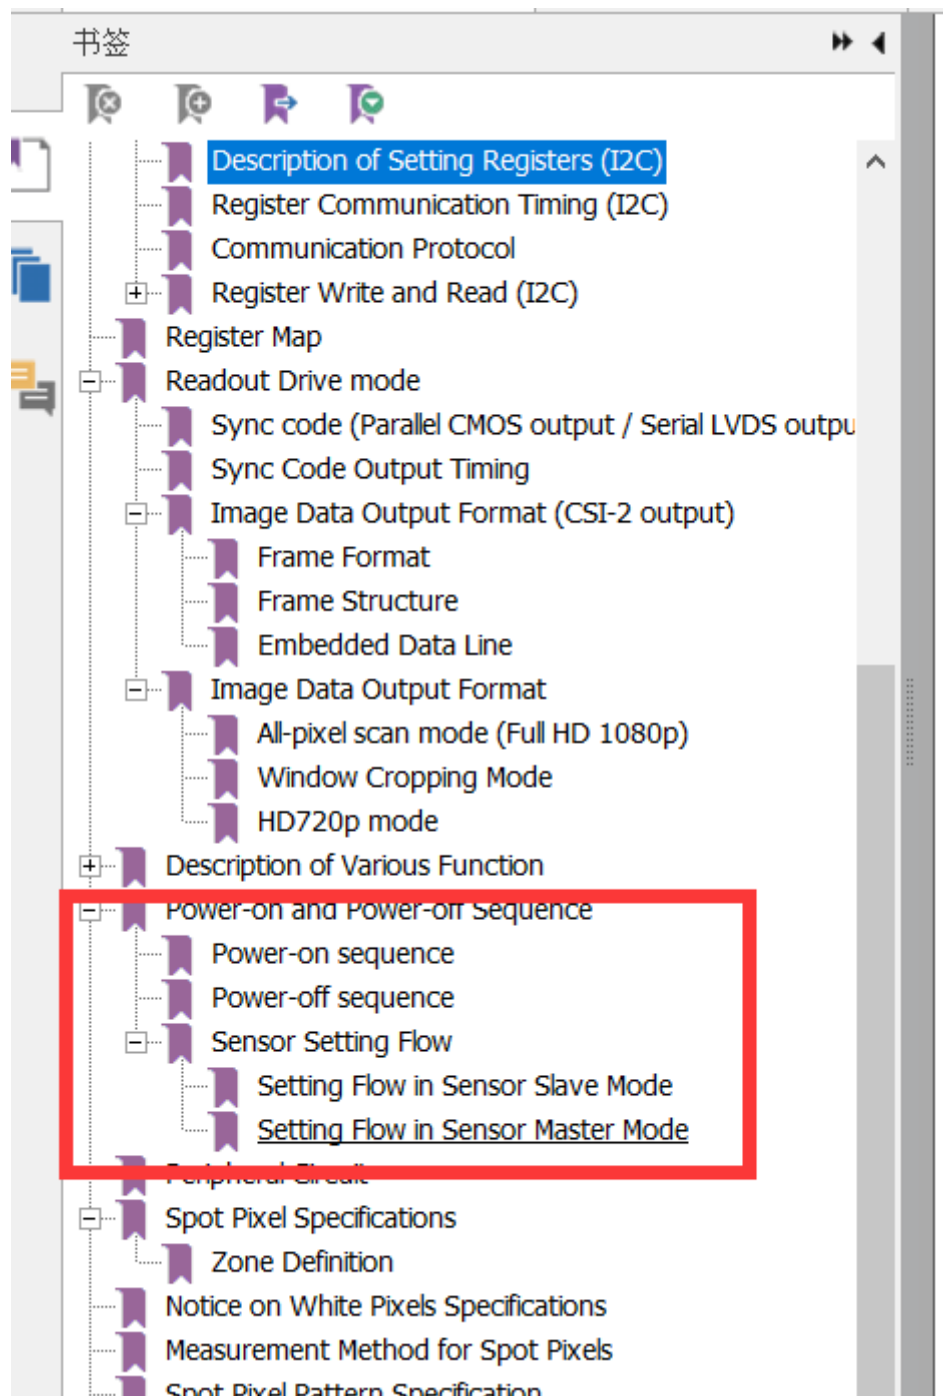 书签
Description of Setting Registers (I2C)
Register Communication Timing (I2C)
Communication Protocol
Register Write and Read (I2C)
Register Map
Readout Drive mode
Sync code (Parallel CMOS output / Serial LVDS outpu
Sync Code Output Timing
Image Data Output Format (CSI-2 output)
Frame Format
Frame Structure
Embedded Data Line
Image Data Output Format
All-pixel scan mode (Full HD 1080p)
Window Cropping Mode
HD720p mode
Description of Various Function
Power-on and Power-off Sequence
Power-on sequence
Power-off sequence
Sensor Setting Flow
Setting Flow in Sensor Slave Mode
Setting Flow in Sensor Master Mode
Peripheral Circuit
Spot Pixel Specifications
Zone Definition
Notice on White Pixels Specifications
Measurement Method for Spot Pixels
Spot Pixel Pattern Specification